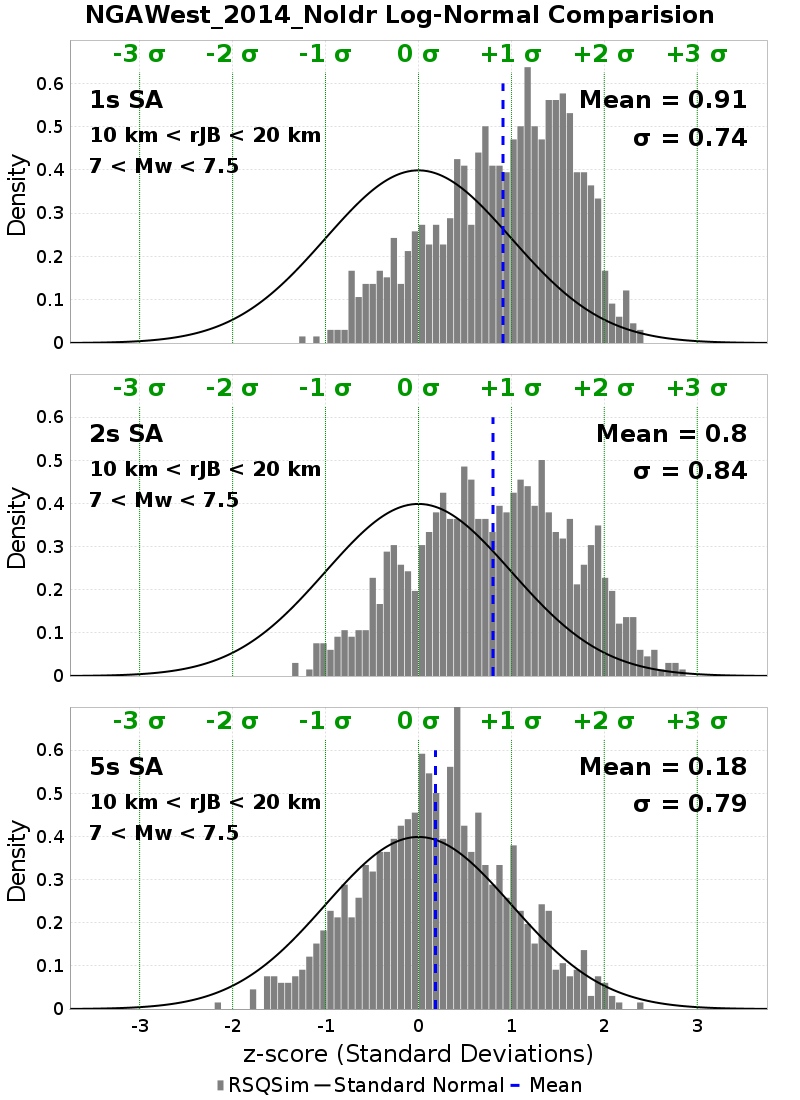 NGAWest_2014_NoIdr Log-Normal Comparision
-3 σ -2 σ -1 σ 0 σ +1 σ +2 σ +3 σ
1s SA
10 km < rJB < 20 km
7 < Mw < 7.5
Mean = 0.91
σ = 0.74
Density
0.6
0.5
0.4
0.3
0.2
0.1
0
-3 σ -2 σ -1 σ 0 σ +1 σ +2 σ +3 σ
2s SA
10 km < rJB < 20 km
7 < Mw < 7.5
Mean = 0.8
σ = 0.84
Density
0.6
0.5
0.4
0.3
0.2
0.1
0
-3 σ -2 σ -1 σ 0 σ +1 σ +2 σ +3 σ
5s SA
10 km < rJB < 20 km
7 < Mw < 7.5
Mean = 0.18
σ = 0.79
Density
0.6
0.5
0.4
0.3
0.2
0.1
0
-3 -2 -1 0 1 2 3
z-score (Standard Deviations)
RSQSim Standard Normal Mean